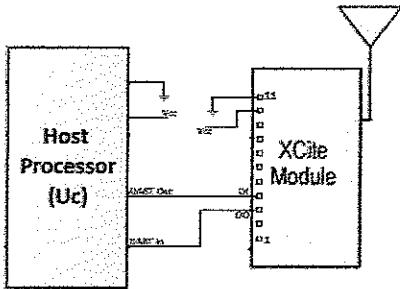 Host
Processor
(Uc)
11
XCite
Module
UART Out
DI
DO
UART In
1